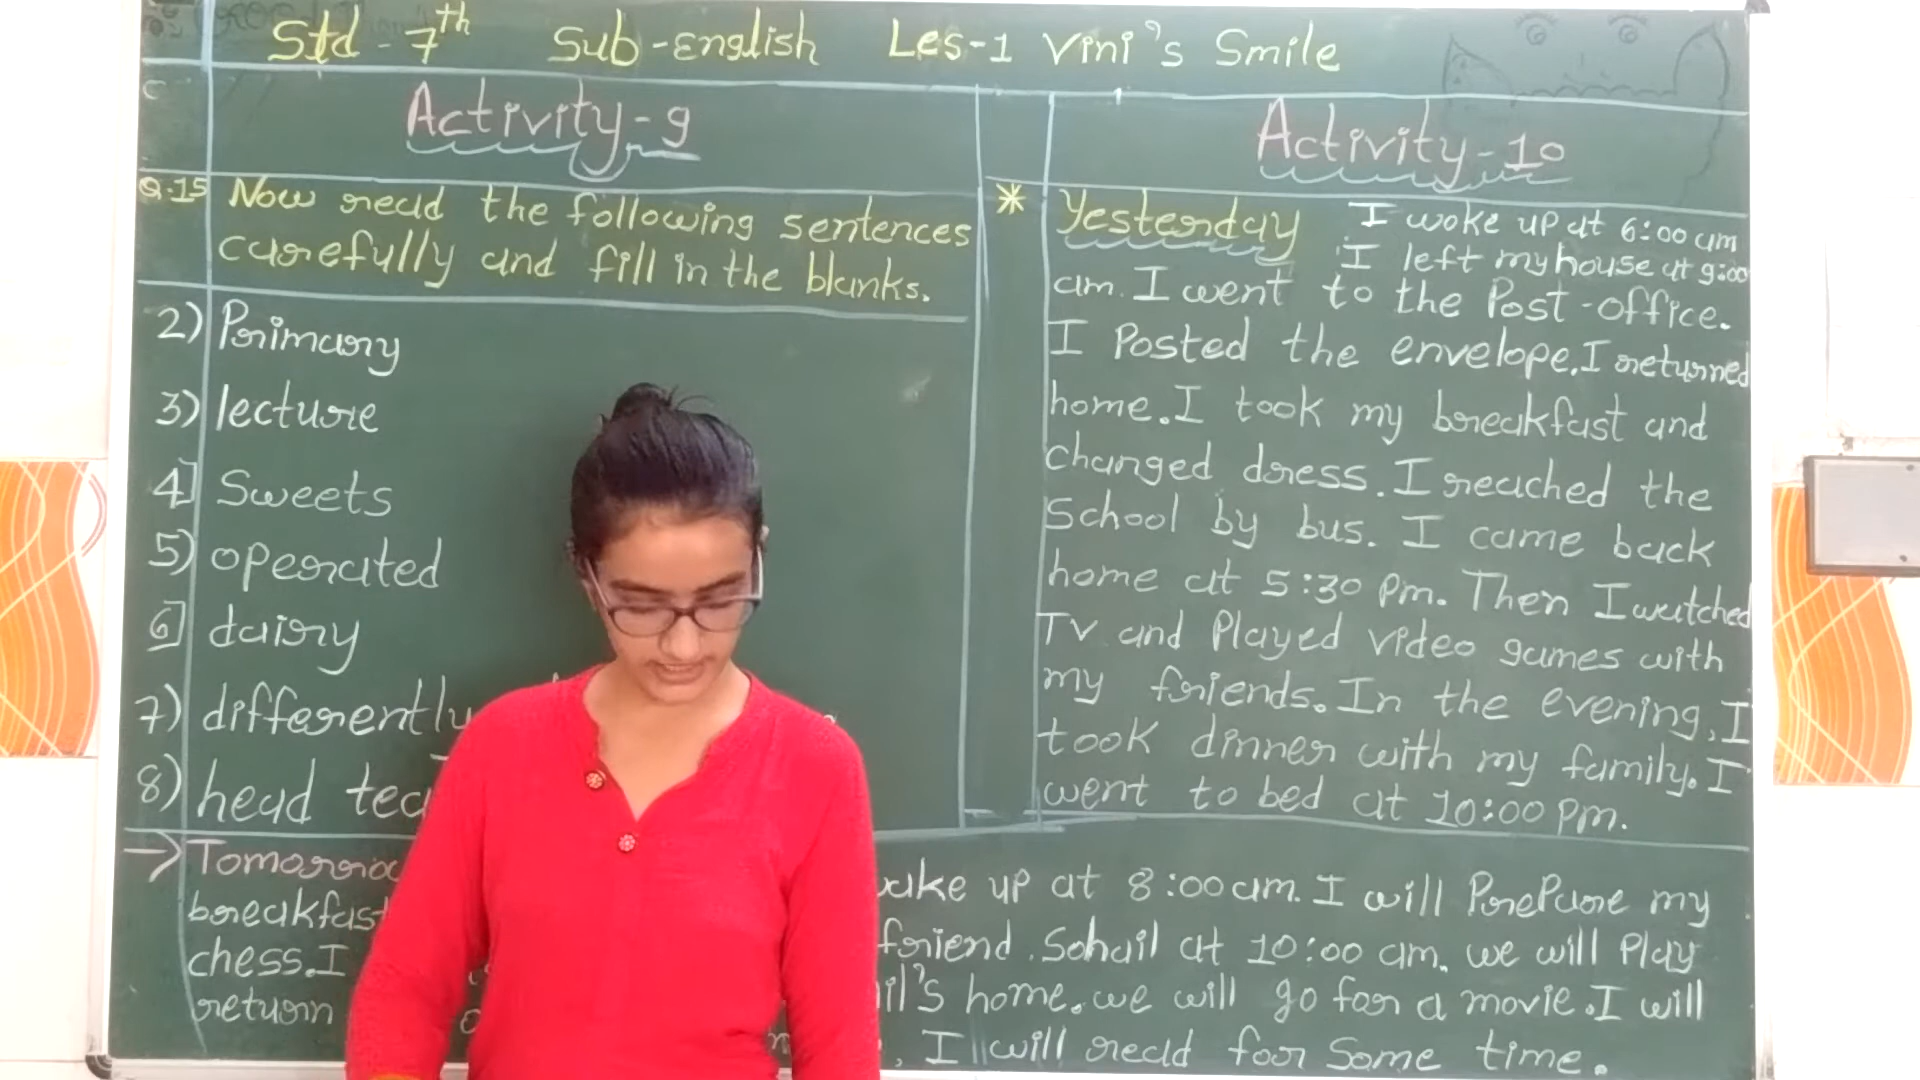 Std - 7th Sub - English Les-1 Vini's Smile
Activity-9
Q.15 Now read the following sentences
carefully and fill in the blanks.
2) Primary
3) lecture
4] Sweets
5) operated
6] dairy
7) differently
8) head
Activity-10
* Yesterday I woke up at 6:00 am
I left my house at 9:00
am. I went to the Post-office.
I Posted the envelope. I returned
home. I took my breakfast and
changed dress. I reached the
School by bus. I came back
home at 5:30 Pm. Then I watched
TV and Played video games with
my friends. In the evening, I
took dinner with my family. I
went to bed at 10:00 Pm.
→ wake up at 8:00 am. I will PrePare my
breakfast friend. Sohail at 10:00 am. we will Play
chess. I home. we will go for a movie. I will
return , I will read for Some time.